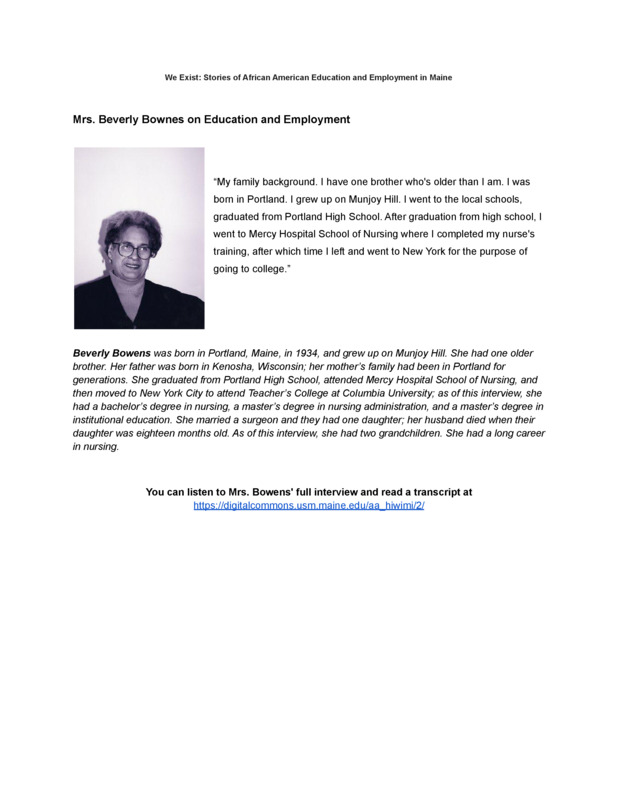 We Exist: Stories of African American Education and Employment in Maine
Mrs. Beverly Bownes on Education and Employment
“My family background. I have one brother who's older than I am. I was
born in Portland. I grew up on Munjoy Hill. I went to the local schools,
graduated from Portland High School. After graduation from high school, I
went to Mercy Hospital School of Nursing where I completed my nurse's
training, after which time I left and went to New York for the purpose of
going to college.”
Beverly Bowens was born in Portland, Maine, in 1934, and grew up on Munjoy Hill. She had one older
brother. Her father was born in Kenosha, Wisconsin; her mother’s family had been in Portland for
generations. She graduated from Portland High School, attended Mercy Hospital School of Nursing, and
then moved to New York City to attend Teacher’s College at Columbia University; as of this interview, she
had a bachelor’s degree in nursing, a master’s degree in nursing administration, and a master’s degree in
institutional education. She married a surgeon and they had one daughter; her husband died when their
daughter was eighteen months old. As of this interview, she had two grandchildren. She had a long career
in nursing.
You can listen to Mrs. Bowens' full interview and read a transcript at
https://digitalcommons.usm.maine.edu/aa_hiwimi/2/